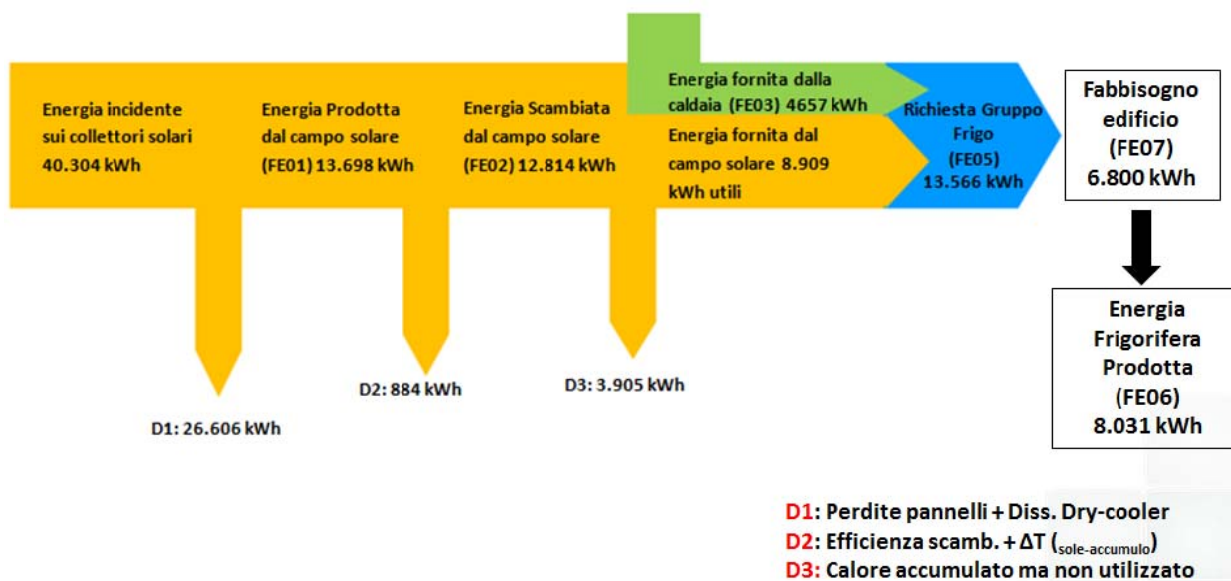 Energia incidente
sui collettori solari
40.304 kWh
Energia Prodotta
dal campo solare
(FE01) 13.698 kWh
Energia Scambiata
dal campo solare
(FE02) 12.814 kWh
Energia fornita dalla
caldaia (FE03) 4657 kWh
Energia fornita dal
campo solare 8.909
kWh utili
Richiesta Gruppo
Frigo
(FE05)
13.566 kWh
Fabbisogno
edificio
(FE07)
6.800 kWh
Energia
Frigorifera
Prodotta
(FE06)
8.031 kWh
D1: 26.606 kWh
D2: 884 kWh
D3: 3.905 kWh
D1: Perdite pannelli + Diss. Dry-cooler
D2: Efficienza scamb. + ΔT (sole-accumulo)
D3: Calore accumulato ma non utilizzato